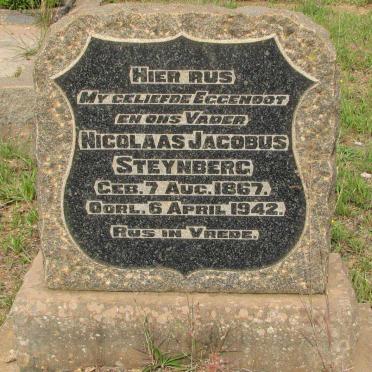 HIER RUS
MY GELIEFDE EGGENOOT
EN ONS VADER
NICOLAAS JACOBUS
STEYNBERG
GEB. 7 AUG. 1867.
OORL. 6 APRIL 1942.
RUS IN VREDE.